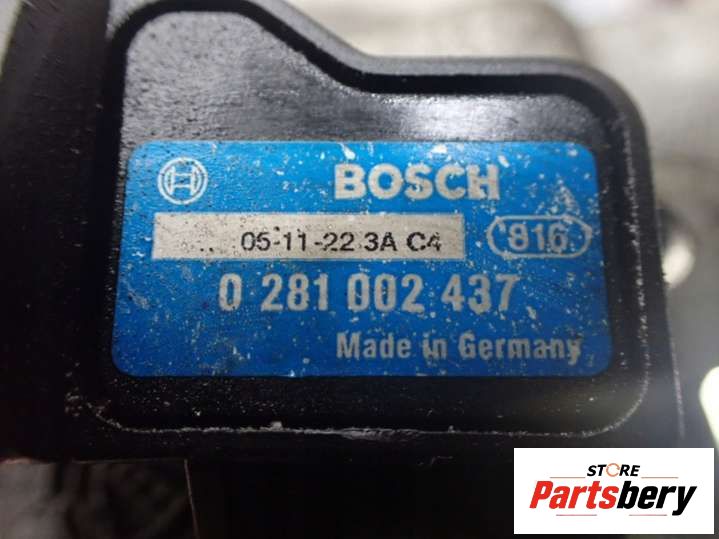 BOSCH
05-11-22 3A C4
816
0 281 002 437
Made in Germany
STORE
Partsbery